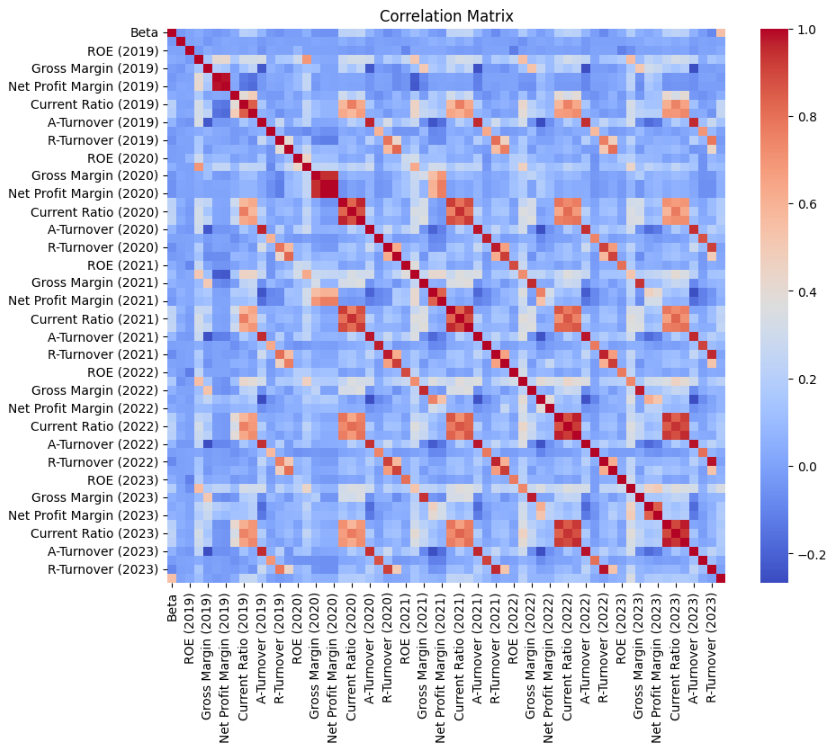 Correlation Matrix
Beta
ROE (2019)
Gross Margin (2019)
Net Profit Margin (2019)
Current Ratio (2019)
A-Turnover (2019)
R-Turnover (2019)
ROE (2020)
Gross Margin (2020)
Net Profit Margin (2020)
Current Ratio (2020)
A-Turnover (2020)
R-Turnover (2020)
ROE (2021)
Gross Margin (2021)
Net Profit Margin (2021)
Current Ratio (2021)
A-Turnover (2021)
R-Turnover (2021)
ROE (2022)
Gross Margin (2022)
Net Profit Margin (2022)
Current Ratio (2022)
A-Turnover (2022)
R-Turnover (2022)
ROE (2023)
Gross Margin (2023)
Net Profit Margin (2023)
Current Ratio (2023)
A-Turnover (2023)
R-Turnover (2023)
Beta
ROE (2019)
Gross Margin (2019)
Net Profit Margin (2019)
Current Ratio (2019)
A-Turnover (2019)
R-Turnover (2019)
ROE (2020)
Gross Margin (2020)
Net Profit Margin (2020)
Current Ratio (2020)
A-Turnover (2020)
R-Turnover (2020)
ROE (2021)
Gross Margin (2021)
Net Profit Margin (2021)
Current Ratio (2021)
A-Turnover (2021)
R-Turnover (2021)
ROE (2022)
Gross Margin (2022)
Net Profit Margin (2022)
Current Ratio (2022)
A-Turnover (2022)
R-Turnover (2022)
ROE (2023)
Gross Margin (2023)
Net Profit Margin (2023)
Current Ratio (2023)
A-Turnover (2023)
R-Turnover (2023)
1.0
0.8
0.6
0.4
0.2
0.0
−0.2